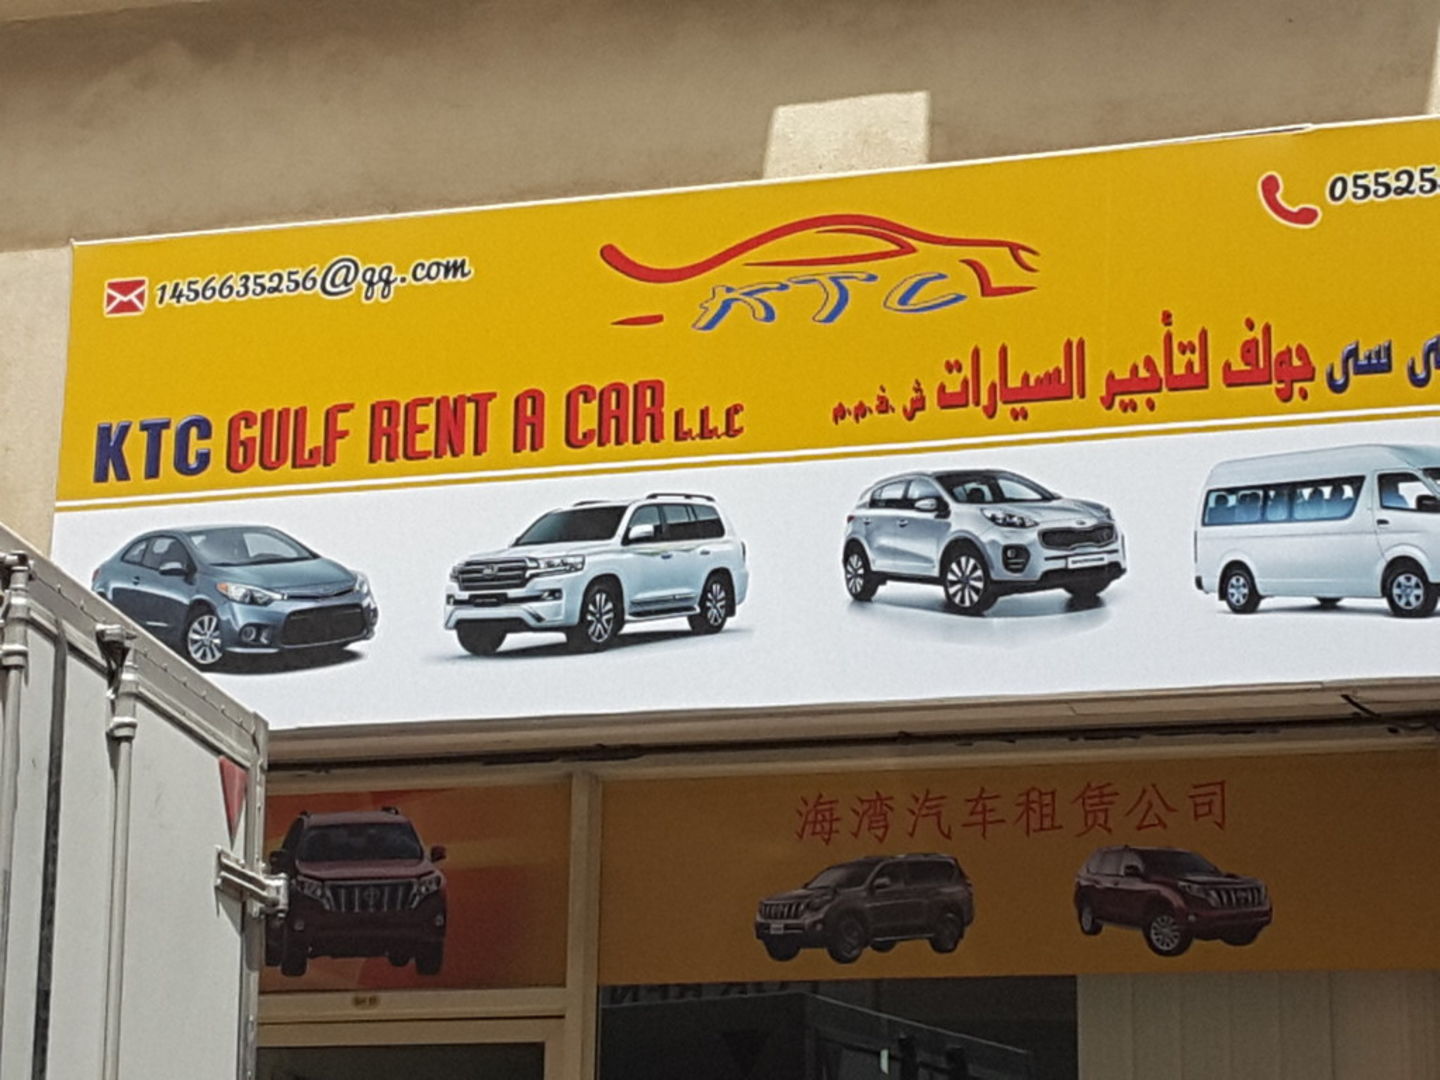 1456635256@qq.com
KTC
KTC GULF RENT A CAR L.L.C
سى جولف لتأجير السيارات ش.ذ.م.م
海湾汽车租赁公司